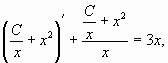 (C/x + x²)′ + (C/x + x²)/x = 3x,